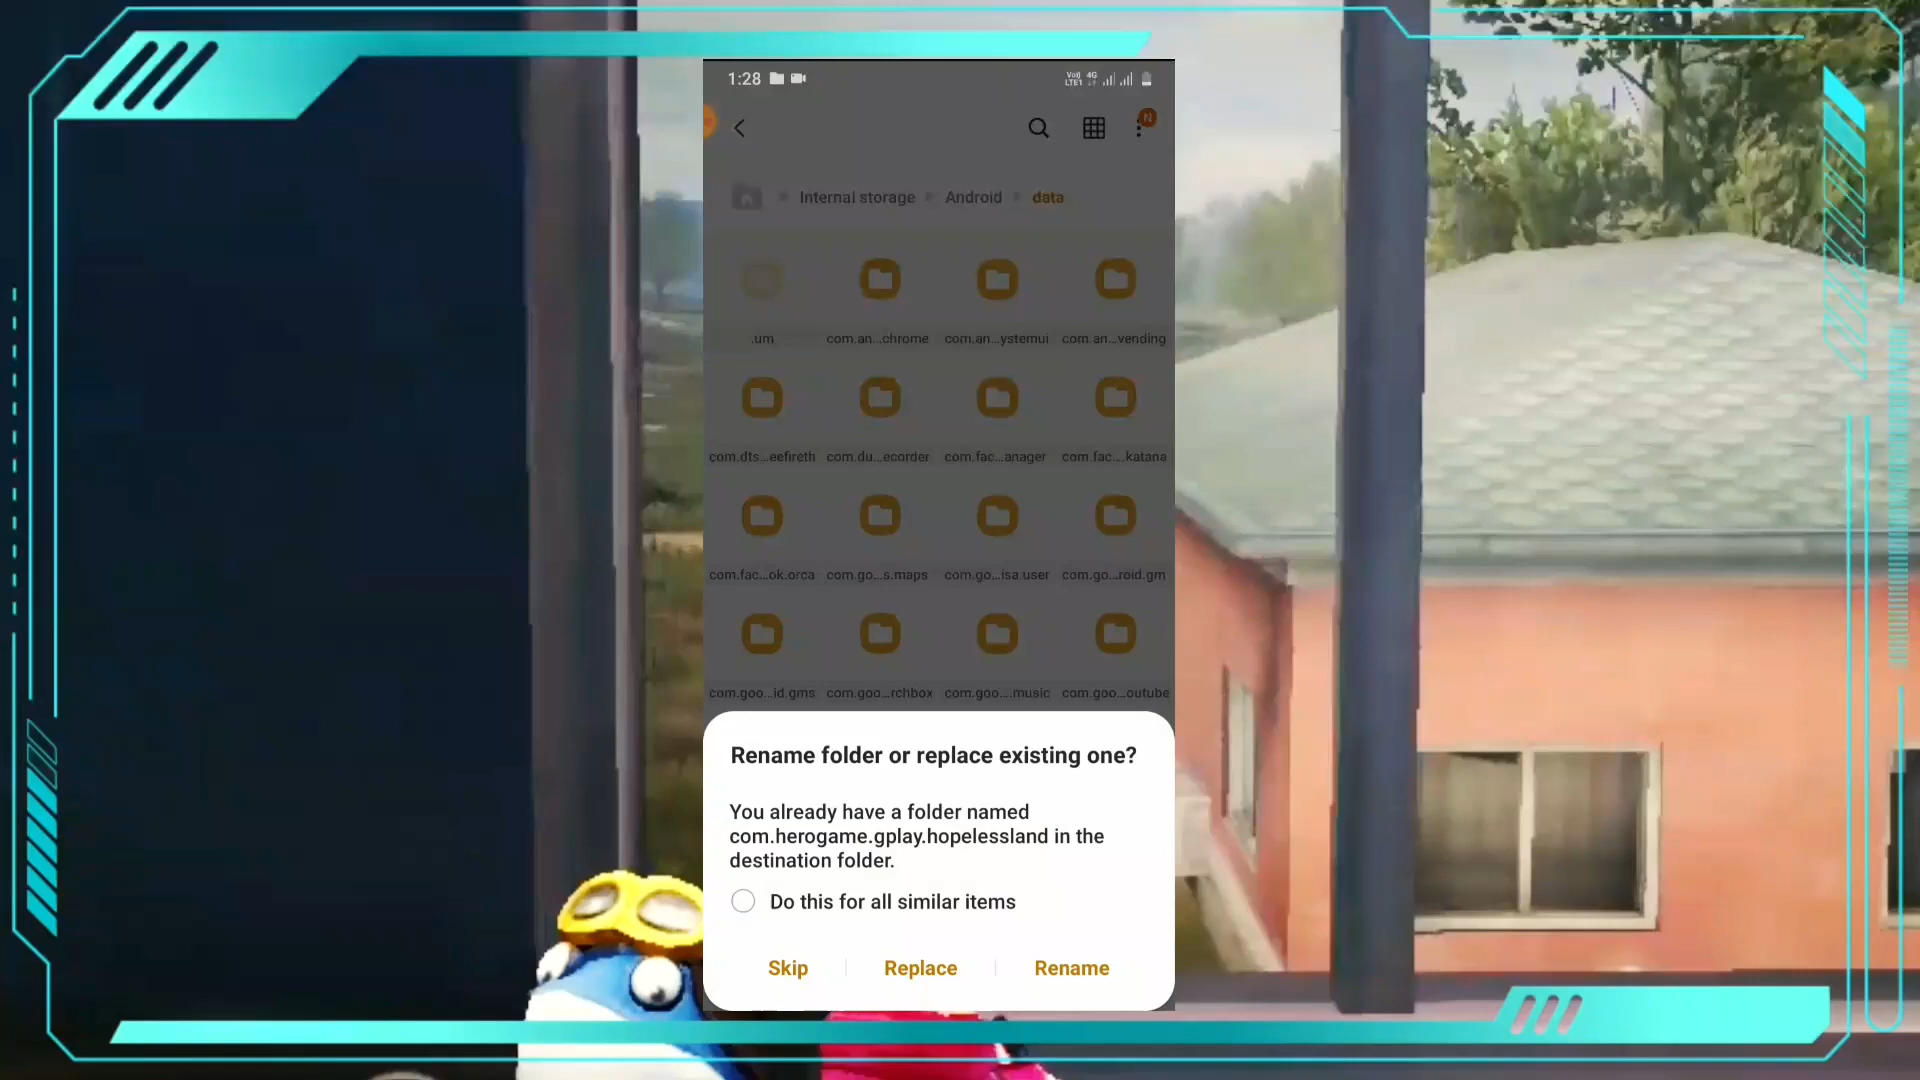 1:28
Vo)) LTE1 4G
N
Internal storage
Android
data
.um
com.an...chrome
com.an...ystemui
com.an...vending
com.dts...eefireth
com.du...ecorder
com.fac...anager
com.fac....katana
com.fac...ok.orca
com.go...s.maps
com.go...isa.user
com.go...roid.gm
com.goo...id.gms
com.goo...rchbox
com.goo....music
com.goo...outube
Rename folder or replace existing one?
You already have a folder named
com.herogame.gplay.hopelessland in the
destination folder.
Do this for all similar items
Skip
Replace
Rename